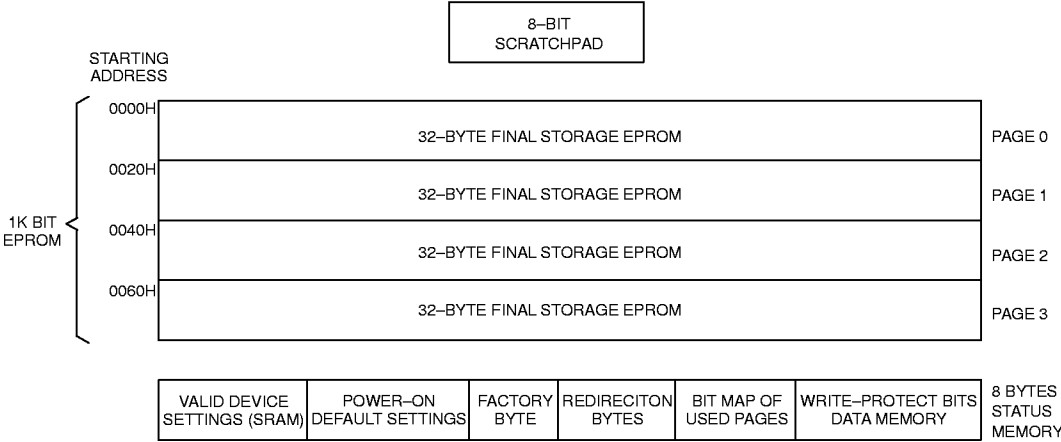 8–BIT
SCRATCHPAD
STARTING
ADDRESS
0000H
32–BYTE FINAL STORAGE EPROM
PAGE 0
0020H
32–BYTE FINAL STORAGE EPROM
PAGE 1
1K BIT
EPROM
0040H
32–BYTE FINAL STORAGE EPROM
PAGE 2
0060H
32–BYTE FINAL STORAGE EPROM
PAGE 3
VALID DEVICE
SETTINGS (SRAM)
POWER–ON
DEFAULT SETTINGS
FACTORY
BYTE
REDIRECITON
BYTES
BIT MAP OF
USED PAGES
WRITE–PROTECT BITS
DATA MEMORY
8 BYTES
STATUS
MEMORY